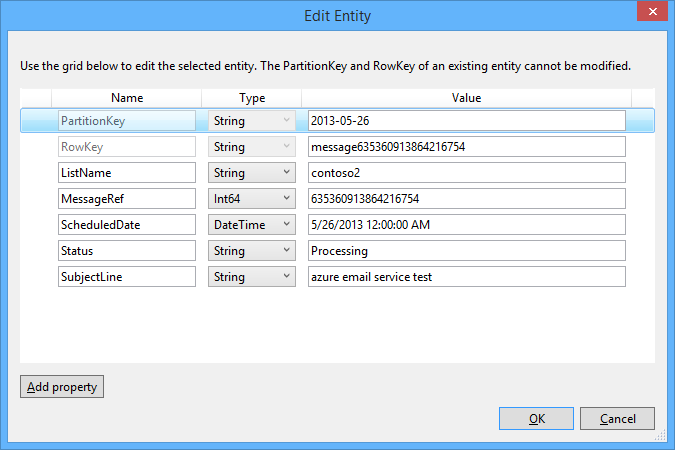 Edit Entity
Use the grid below to edit the selected entity. The PartitionKey and RowKey of an existing entity cannot be modified.
Name Type Value
PartitionKey String 2013-05-26
RowKey String message635360913864216754
ListName String contoso2
MessageRef Int64 635360913864216754
ScheduledDate DateTime 5/26/2013 12:00:00 AM
Status String Processing
SubjectLine String azure email service test
Add property
OK Cancel